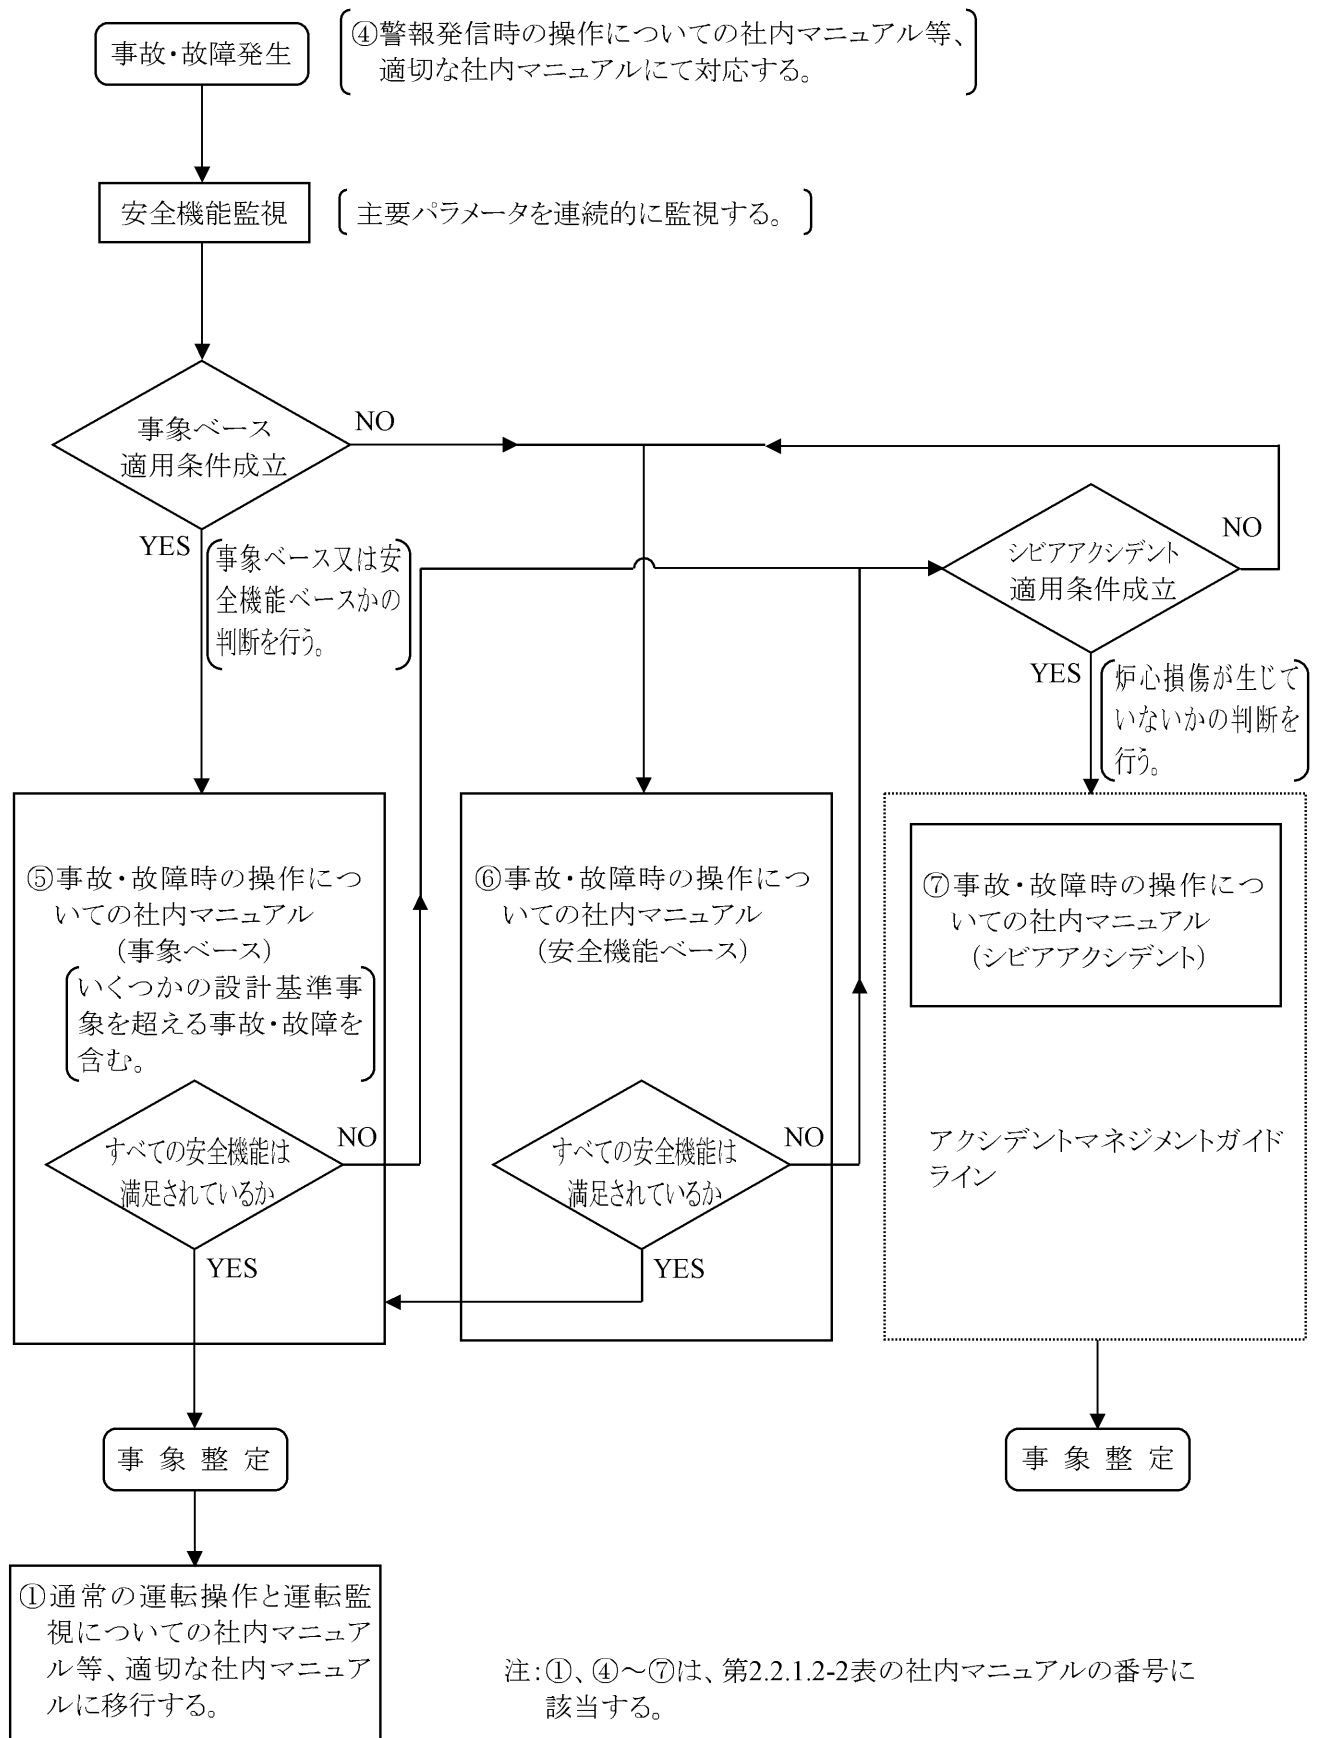 事故・故障発生
④警報発信時の操作についての社内マニュアル等、
適切な社内マニュアルにて対応する。
安全機能監視
主要パラメータを連続的に監視する。
事象ベース
適用条件成立
NO
YES
事象ベース又は安
全機能ベースかの
判断を行う。
シビアアクシデント
適用条件成立
NO
YES
炉心損傷が生じて
いないかの判断を
行う。
⑤事故・故障時の操作につ
いての社内マニュアル
(事象ベース)
いくつかの設計基準事
象を超える事故・故障を
含む。
すべての安全機能は
満足されているか
NO
YES
⑥事故・故障時の操作につ
いての社内マニュアル
(安全機能ベース)
すべての安全機能は
満足されているか
NO
YES
⑦事故・故障時の操作につ
いての社内マニュアル
(シビアアクシデント)
アクシデントマネジメントガイド
ライン
事象整定
事象整定
①通常の運転操作と運転監
視についての社内マニュア
ル等、適切な社内マニュア
ルに移行する。
注:①、④～⑦は、第2.2.1.2-2表の社内マニュアルの番号に
該当する。